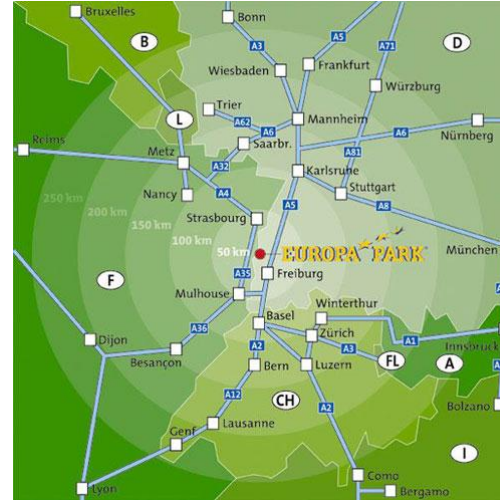 Bruxelles
Bonn
B
A3
A5
A71
D
Wiesbaden
Frankfurt
Würzburg
Trier
A62
A6
Mannheim
L
Saarbr.
A6
Nürnberg
Reims
Metz
A32
A81
Karlsruhe
Nancy
A4
Stuttgart
A5
A8
250 km
200 km
150 km
100 km
50 km
Strasbourg
EUROPA PARK
München
F
A35
Freiburg
Mulhouse
Winterthur
Basel
A36
Zürich
A1
Dijon
Besançon
A2
A3
FL
A
Innsbruck
Bern
Luzern
A12
CH
A2
Bolzano
Lausanne
Genf
I
Lyon
Como
Bergamo